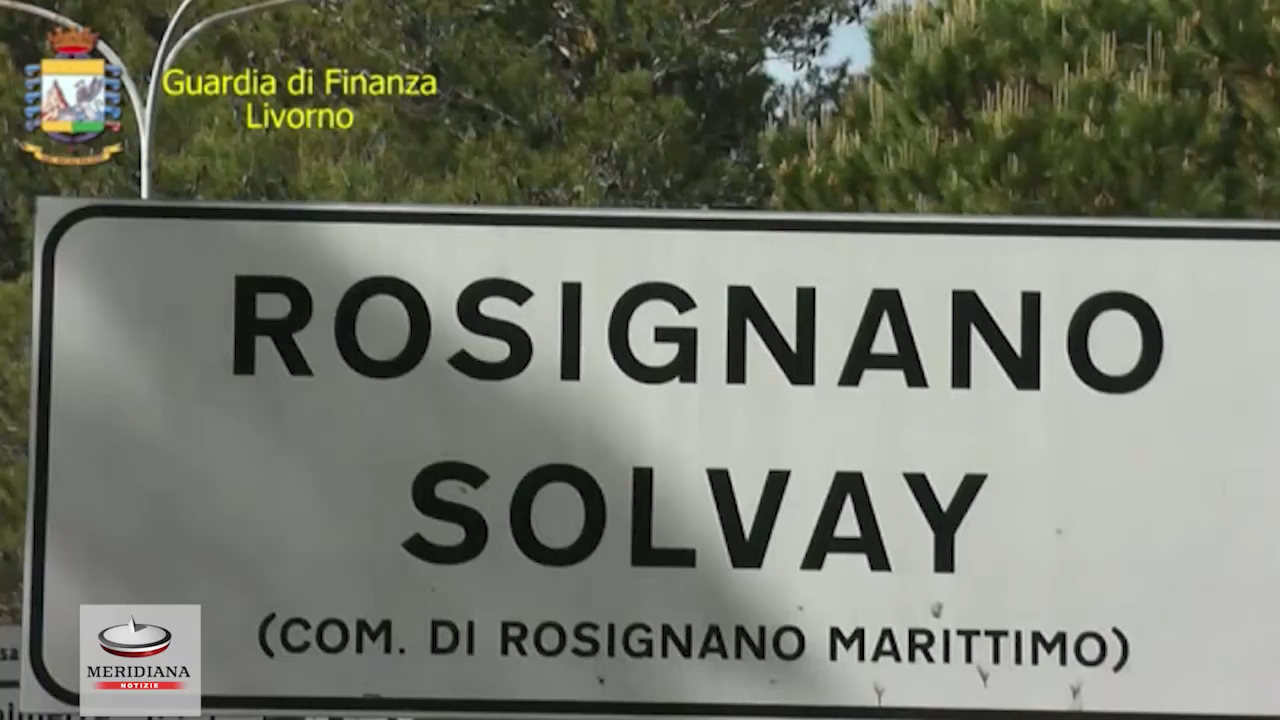 Guardia di Finanza
Livorno
ROSIGNANO
SOLVAY
(COM. DI ROSIGNANO MARITTIMO)
MERIDIANA
NOTIZIE